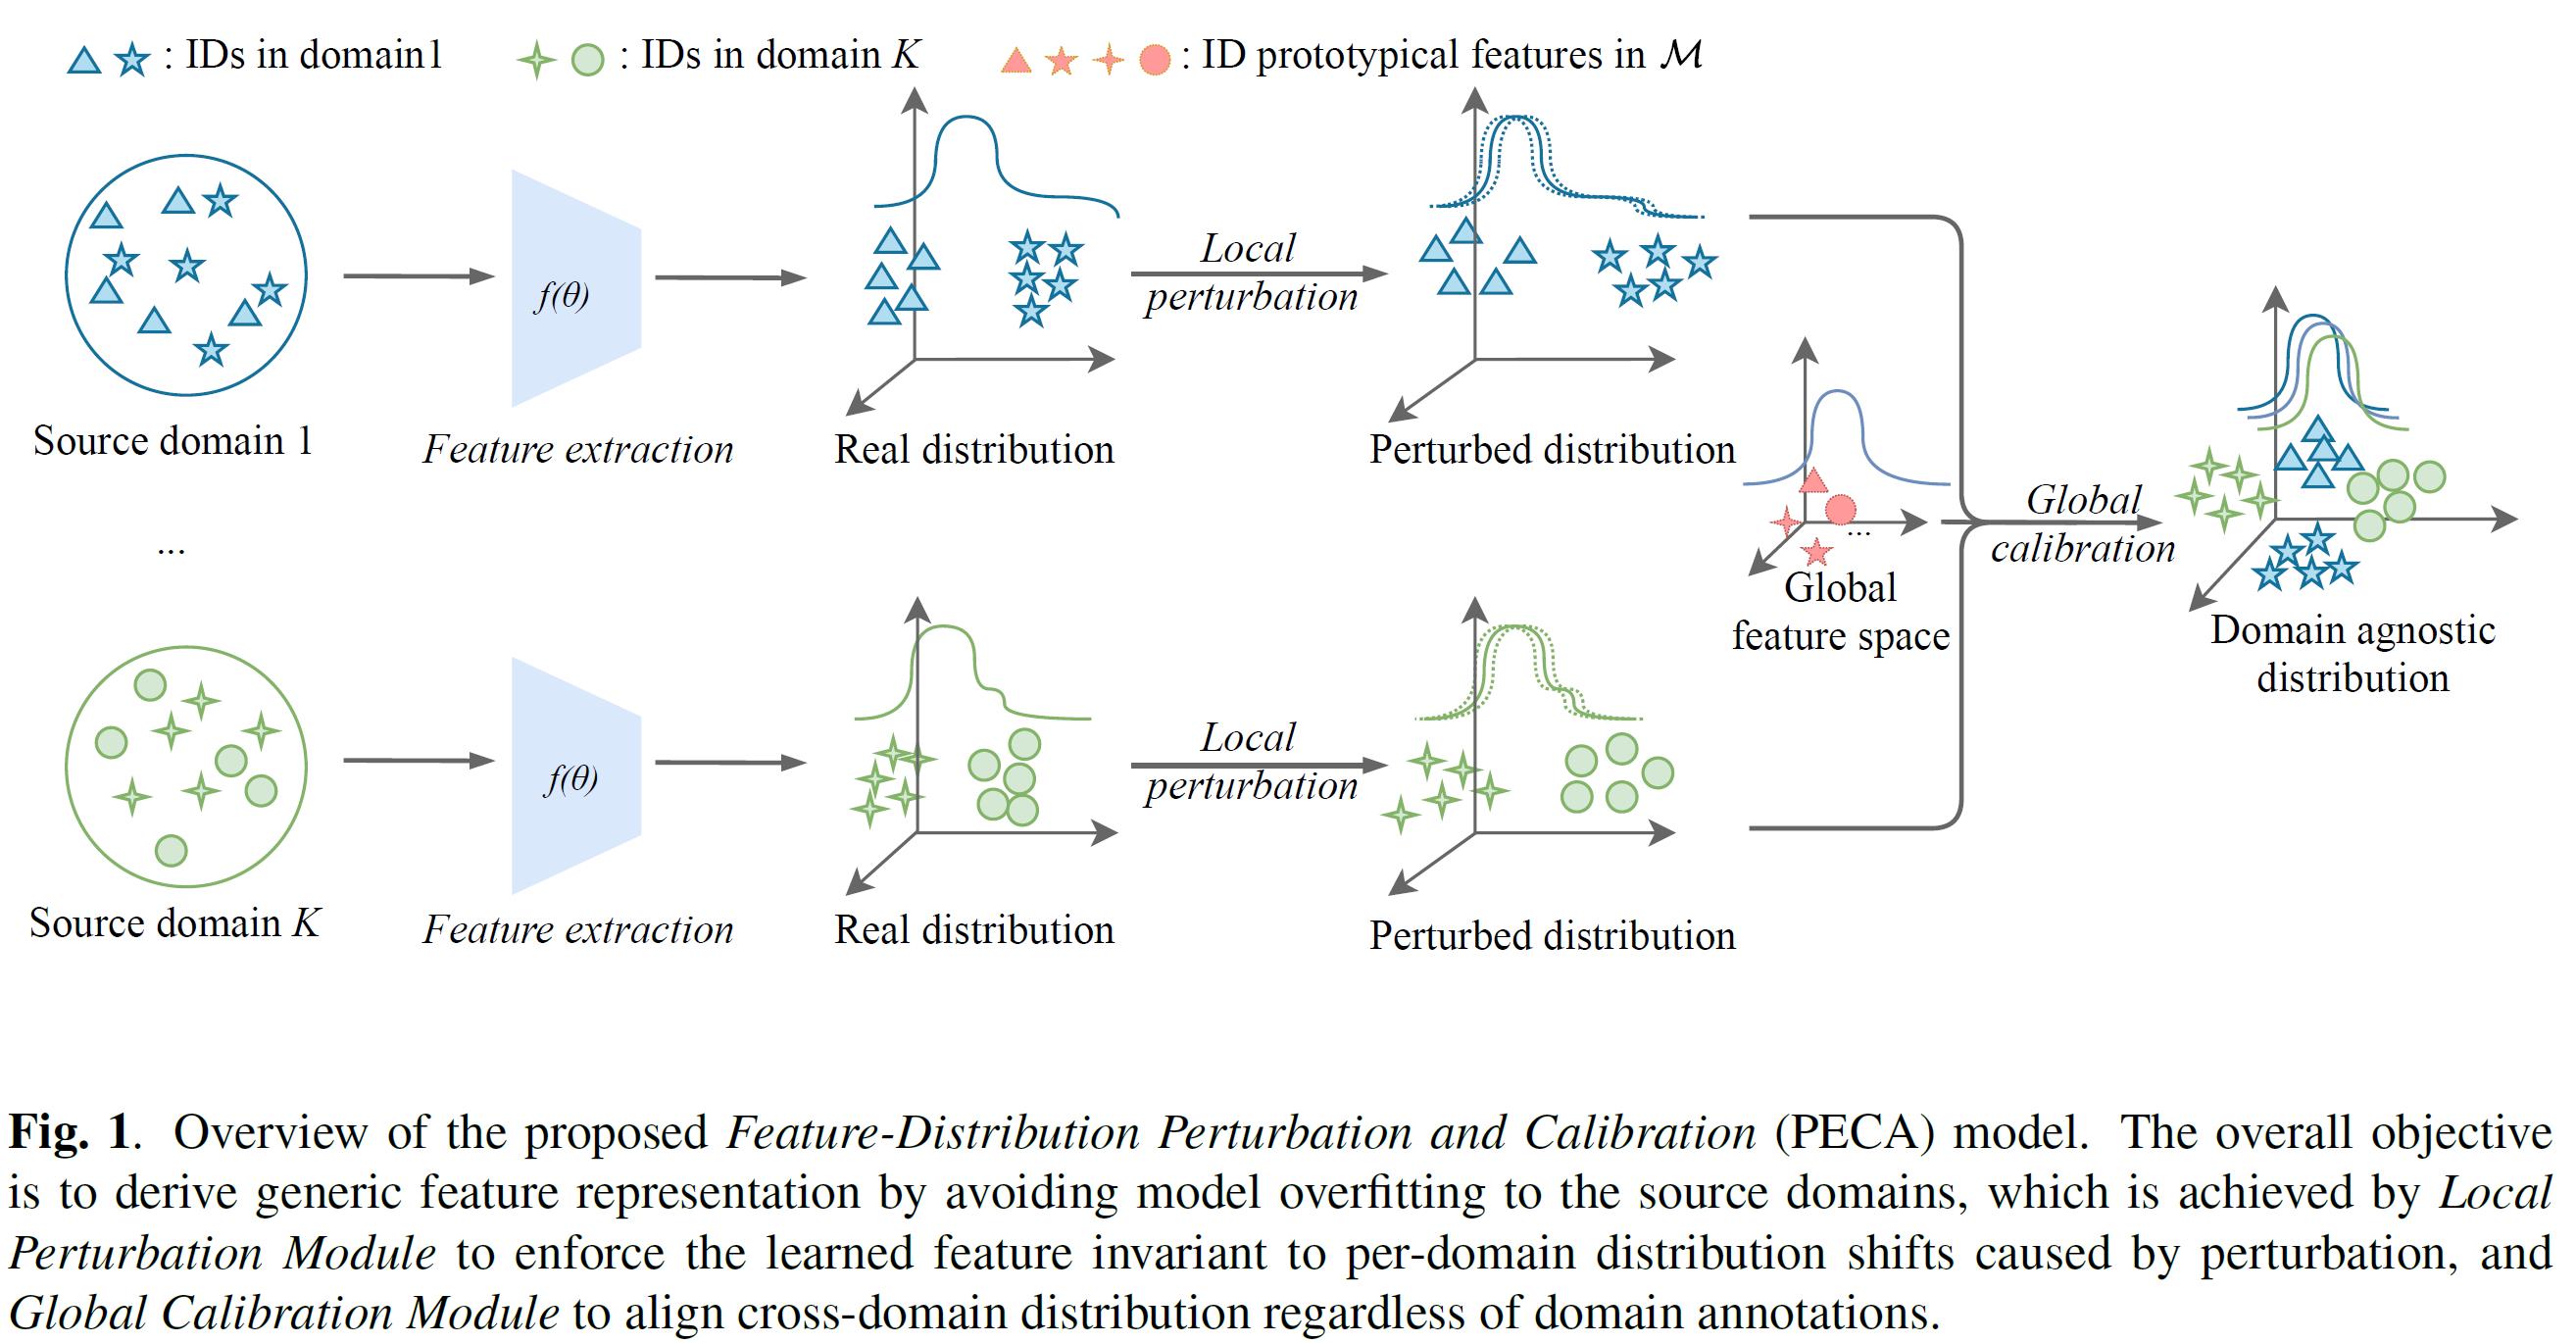 : IDs in domain1
: IDs in domain K
: ID prototypical features in ℳ
f(θ)
Local
perturbation
Source domain 1
Feature extraction
Real distribution
Perturbed distribution
...
...
Global
feature space
Global
calibration
Domain agnostic
distribution
f(θ)
Local
perturbation
Source domain K
Feature extraction
Real distribution
Perturbed distribution
Fig. 1. Overview of the proposed Feature-Distribution Perturbation and Calibration (PECA) model. The overall objective
is to derive generic feature representation by avoiding model overfitting to the source domains, which is achieved by Local
Perturbation Module to enforce the learned feature invariant to per-domain distribution shifts caused by perturbation, and
Global Calibration Module to align cross-domain distribution regardless of domain annotations.